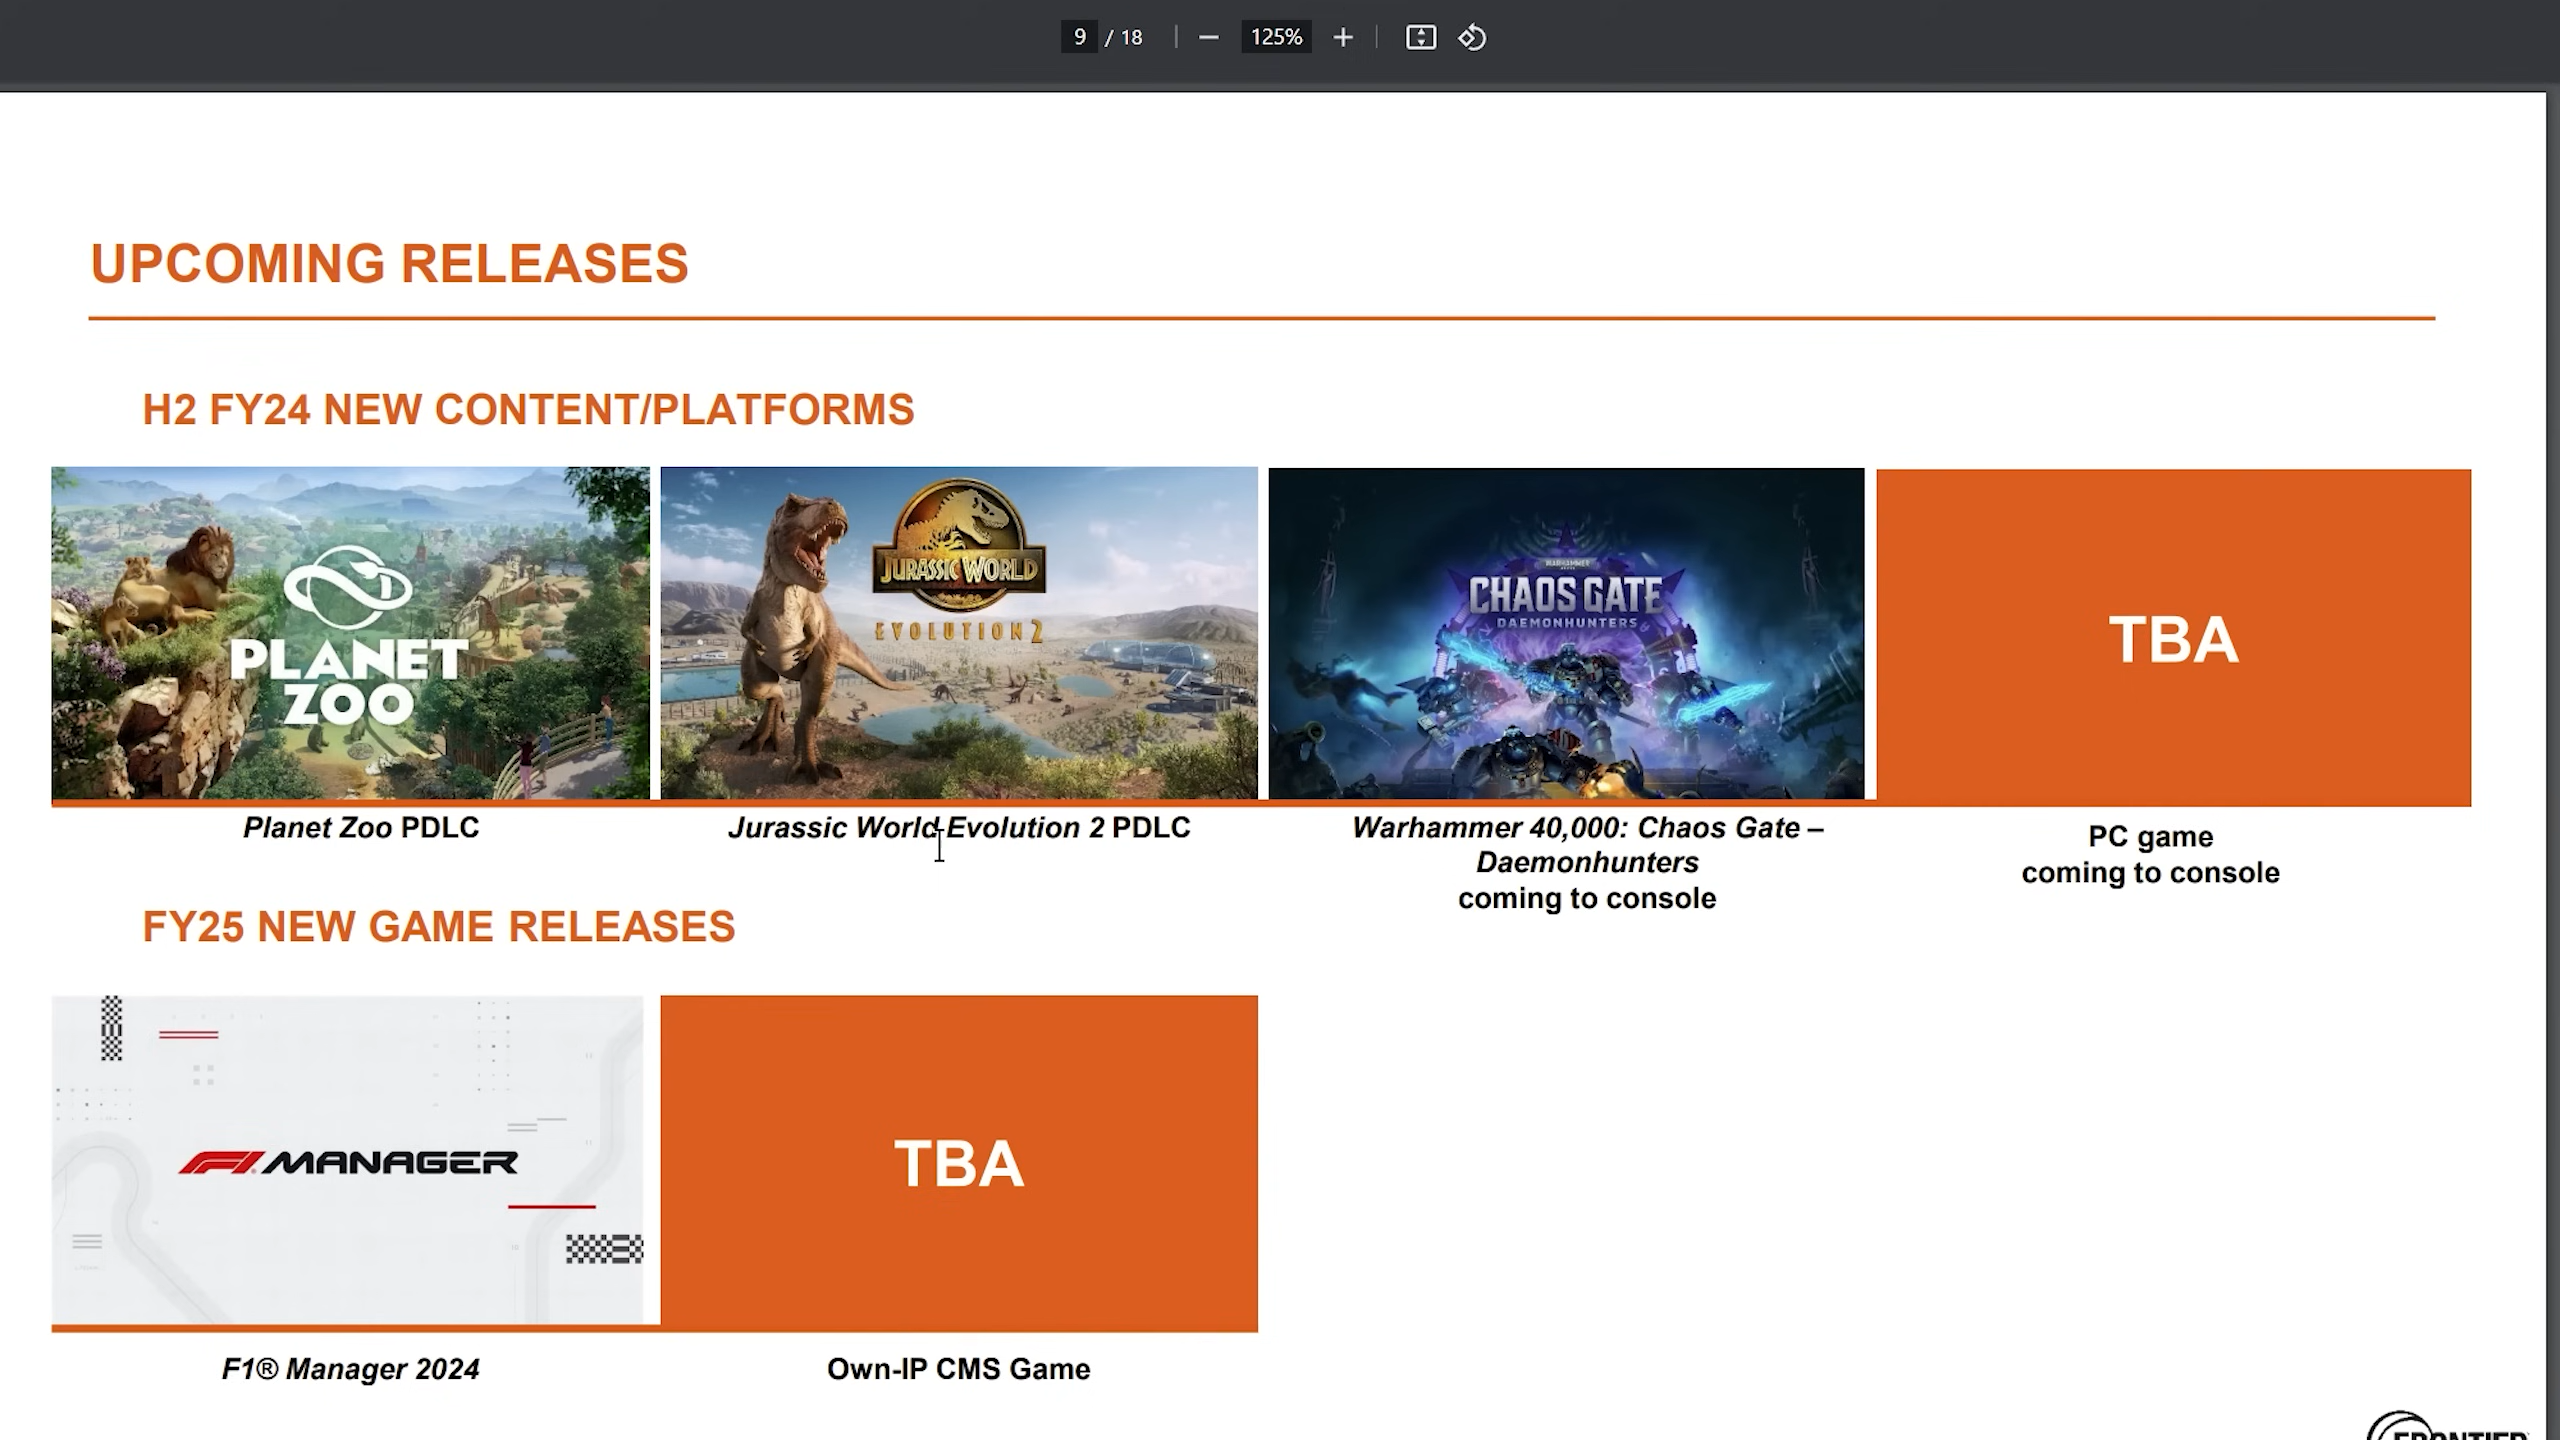 9 / 18
125%
UPCOMING RELEASES
H2 FY24 NEW CONTENT/PLATFORMS
PLANET
ZOO
JURASSIC WORLD
EVOLUTION 2
WARHAMMER
CHAOS GATE
DAEMONHUNTERS
TBA
Planet Zoo PDLC
Jurassic World Evolution 2 PDLC
Warhammer 40,000: Chaos Gate –
Daemonhunters
coming to console
PC game
coming to console
FY25 NEW GAME RELEASES
F1 MANAGER
TBA
F1® Manager 2024
Own-IP CMS Game
FRONTIER